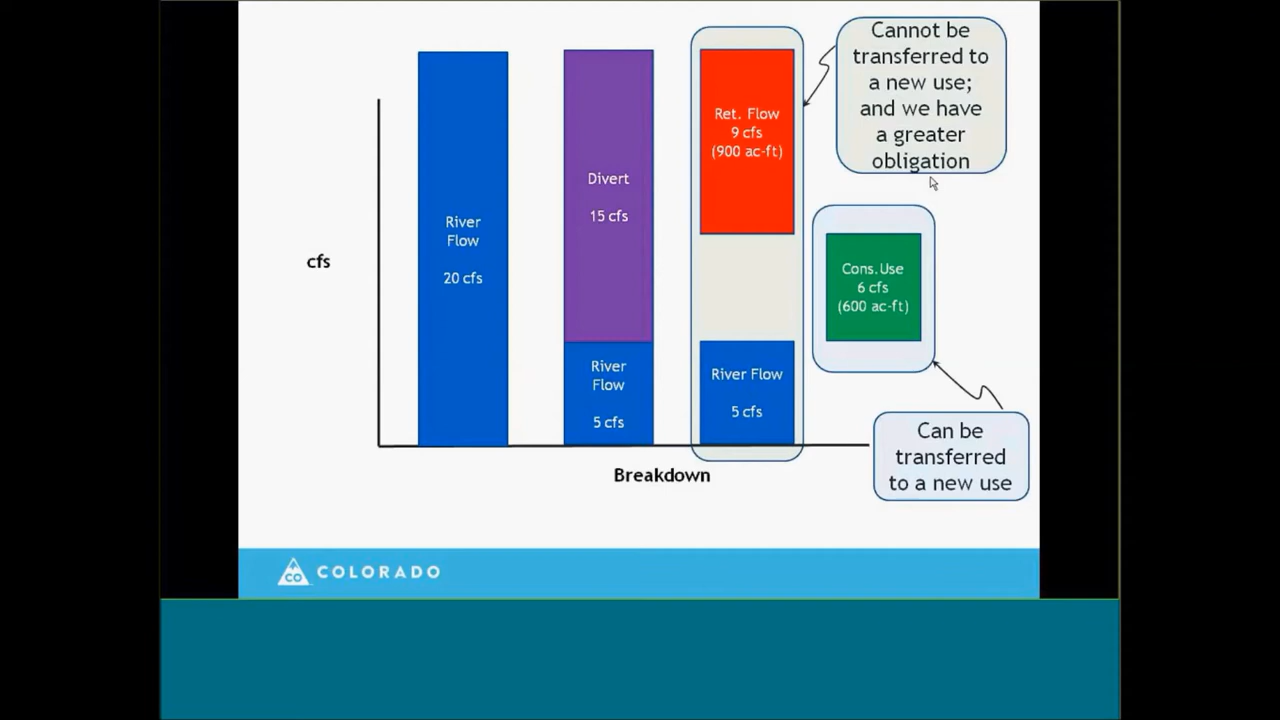 Cannot be
transferred to
a new use;
and we have
a greater
obligation
Ret. Flow
9 cfs
(900 ac-ft)
Divert
15 cfs
River
Flow
20 cfs
cfs
Cons.Use
6 cfs
(600 ac-ft)
River
Flow
5 cfs
River Flow
5 cfs
Can be
transferred
to a new use
Breakdown
CO
COLORADO